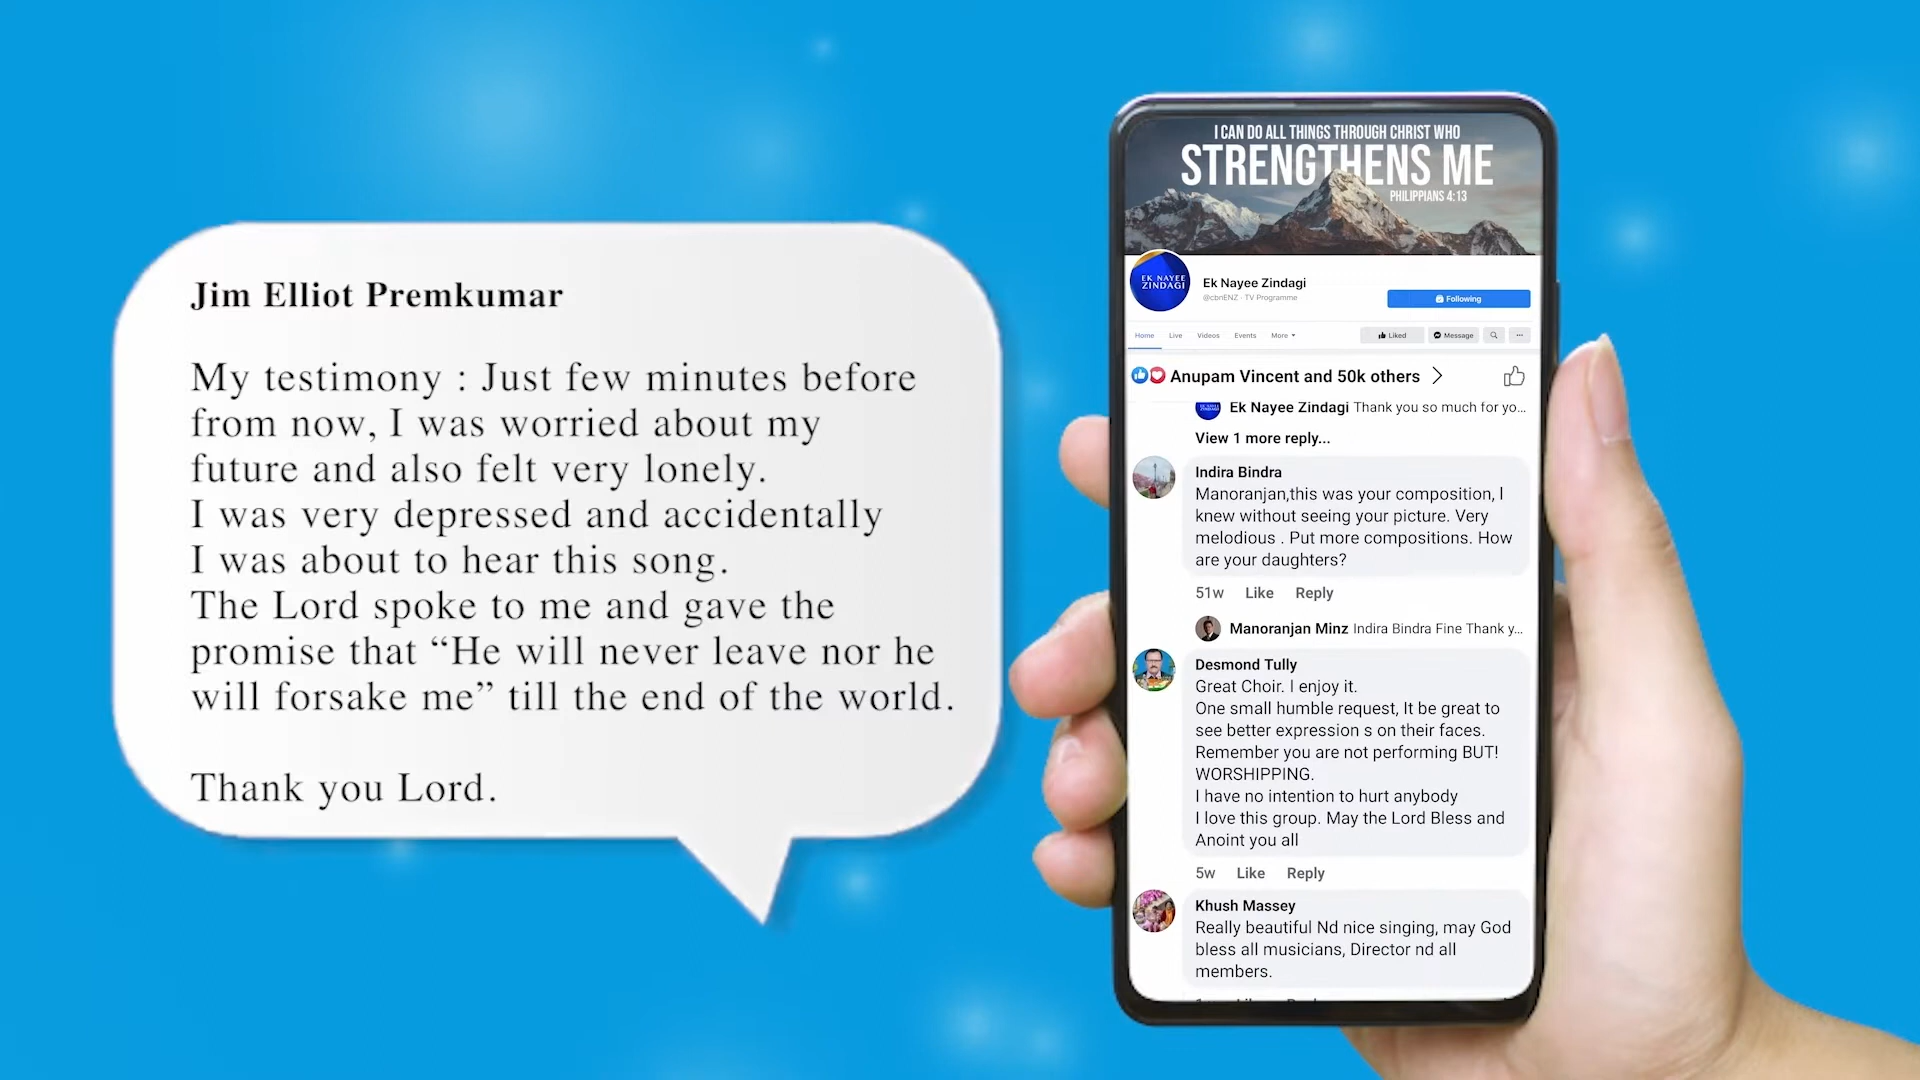 Jim Elliot Premkumar
My testimony : Just few minutes before
from now, I was worried about my
future and also felt very lonely.
I was very depressed and accidentally
I was about to hear this song.
The Lord spoke to me and gave the
promise that “He will never leave nor he
will forsake me” till the end of the world.
Thank you Lord.
I CAN DO ALL THINGS THROUGH CHRIST WHO
STRENGTHENS ME
PHILIPPIANS 4:13
EK NAYEE
ZINDAGI
Ek Nayee Zindagi
@cbnENZ · TV Programme
Following
Home Live Videos Events More
Liked Message ...
Anupam Vincent and 50k others
Ek Nayee Zindagi Thank you so much for yo...
View 1 more reply...
Indira Bindra
Manoranjan,this was your composition, I
knew without seeing your picture. Very
melodious . Put more compositions. How
are your daughters?
51w Like Reply
Manoranjan Minz Indira Bindra Fine Thank y...
Desmond Tully
Great Choir. I enjoy it.
One small humble request, It be great to
see better expression s on their faces.
Remember you are not performing BUT!
WORSHIPPING.
I have no intention to hurt anybody
I love this group. May the Lord Bless and
Anoint you all
5w Like Reply
Khush Massey
Really beautiful Nd nice singing, may God
bless all musicians, Director nd all
members.